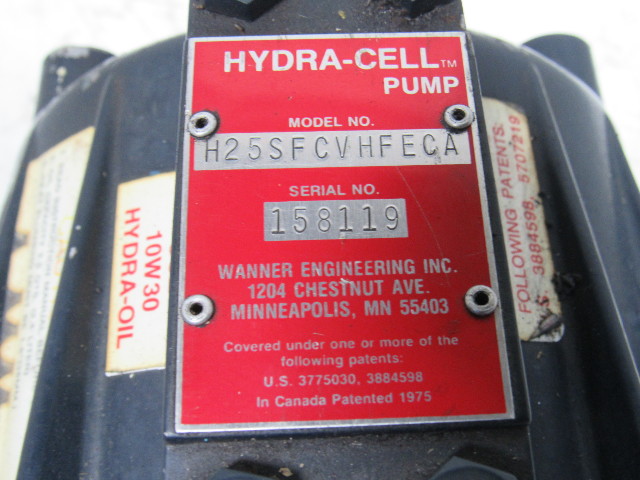 HYDRA-CELL™
PUMP
MODEL NO.
H25SFCVHFECA
SERIAL NO.
158119
WANNER ENGINEERING INC.
1204 CHESTNUT AVE.
MINNEAPOLIS, MN 55403
Covered under one or more of the
following patents:
U.S. 3775030, 3884598
In Canada Patented 1975
10W30
HYDRA-OIL
FOLLOWING PATENTS:
3884598 5707219